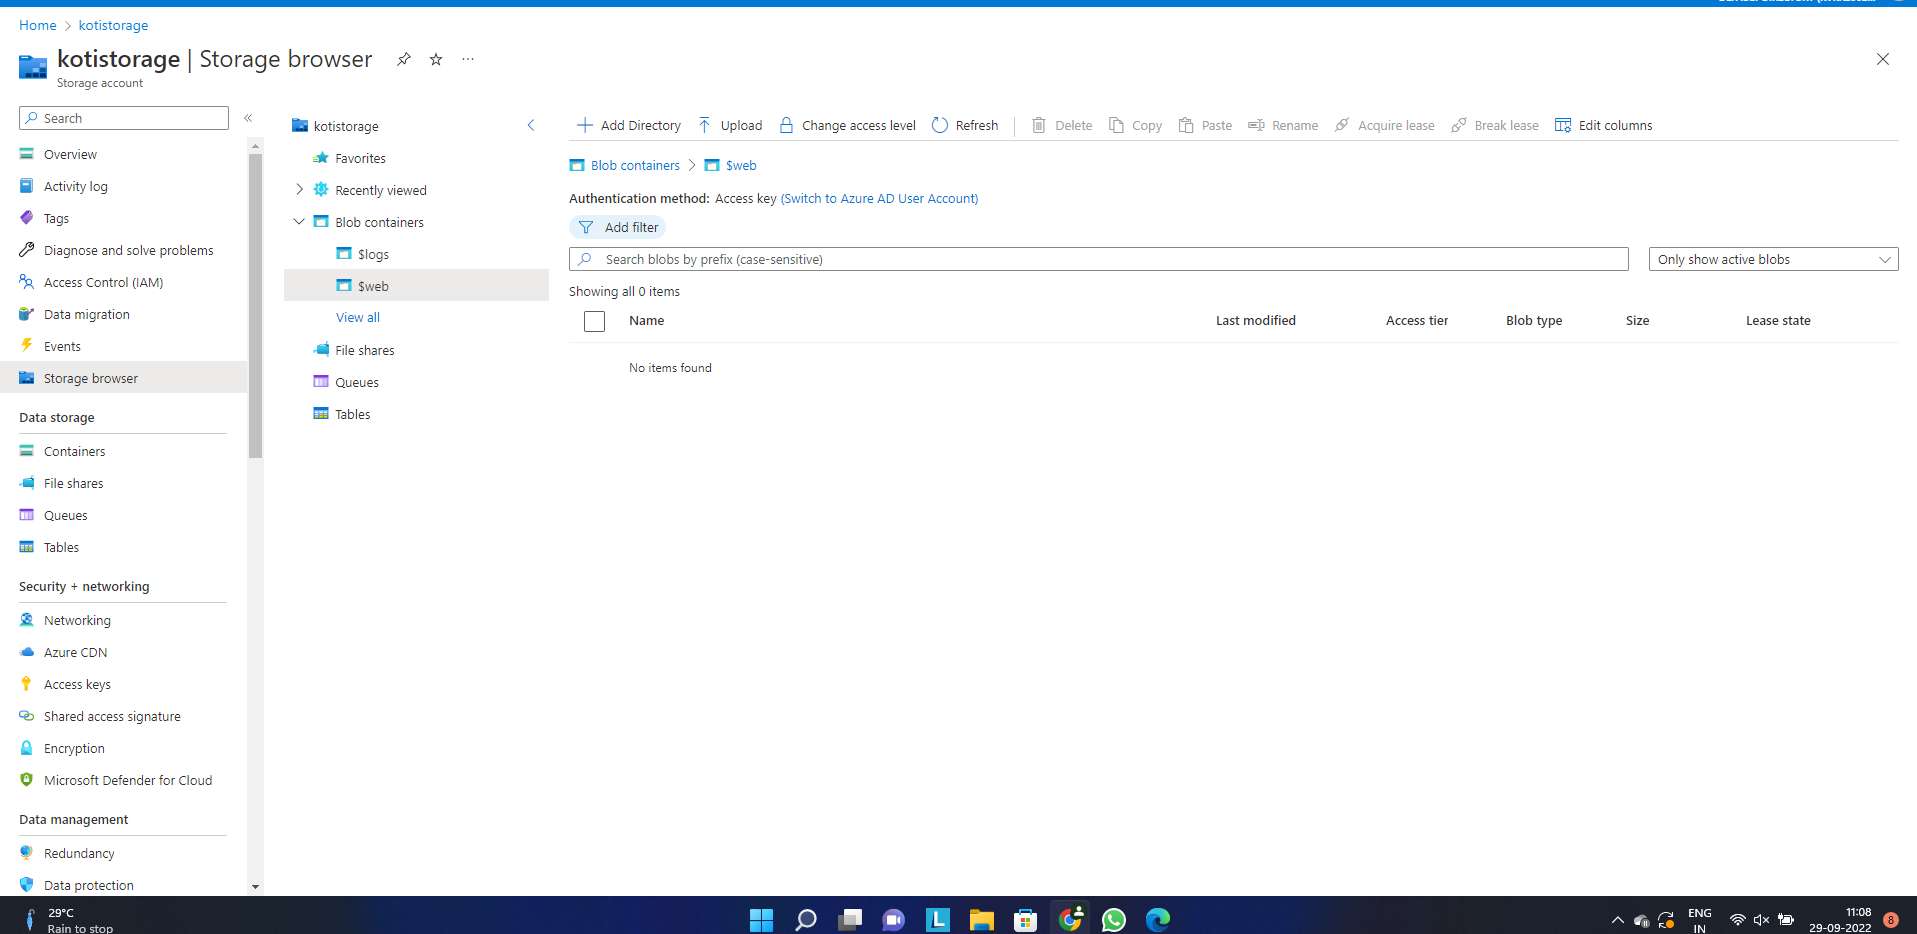 Home > kotistorage
kotistorage | Storage browser ...
Storage account
Search
Overview
Activity log
Tags
Diagnose and solve problems
Access Control (IAM)
Data migration
Events
Storage browser
Data storage
Containers
File shares
Queues
Tables
Security + networking
Networking
Azure CDN
Access keys
Shared access signature
Encryption
Microsoft Defender for Cloud
Data management
Redundancy
Data protection
kotistorage
Favorites
Recently viewed
Blob containers
$logs
$web
View all
File shares
Queues
Tables
Add Directory Upload Change access level Refresh Delete Copy Paste Rename Acquire lease Break lease Edit columns
Blob containers > $web
Authentication method: Access key (Switch to Azure AD User Account)
Add filter
Search blobs by prefix (case-sensitive) Only show active blobs
Showing all 0 items
Name Last modified Access tier Blob type Size Lease state
No items found
29°C
Rain to stop
ENG
IN
11:08
29-09-2022
8